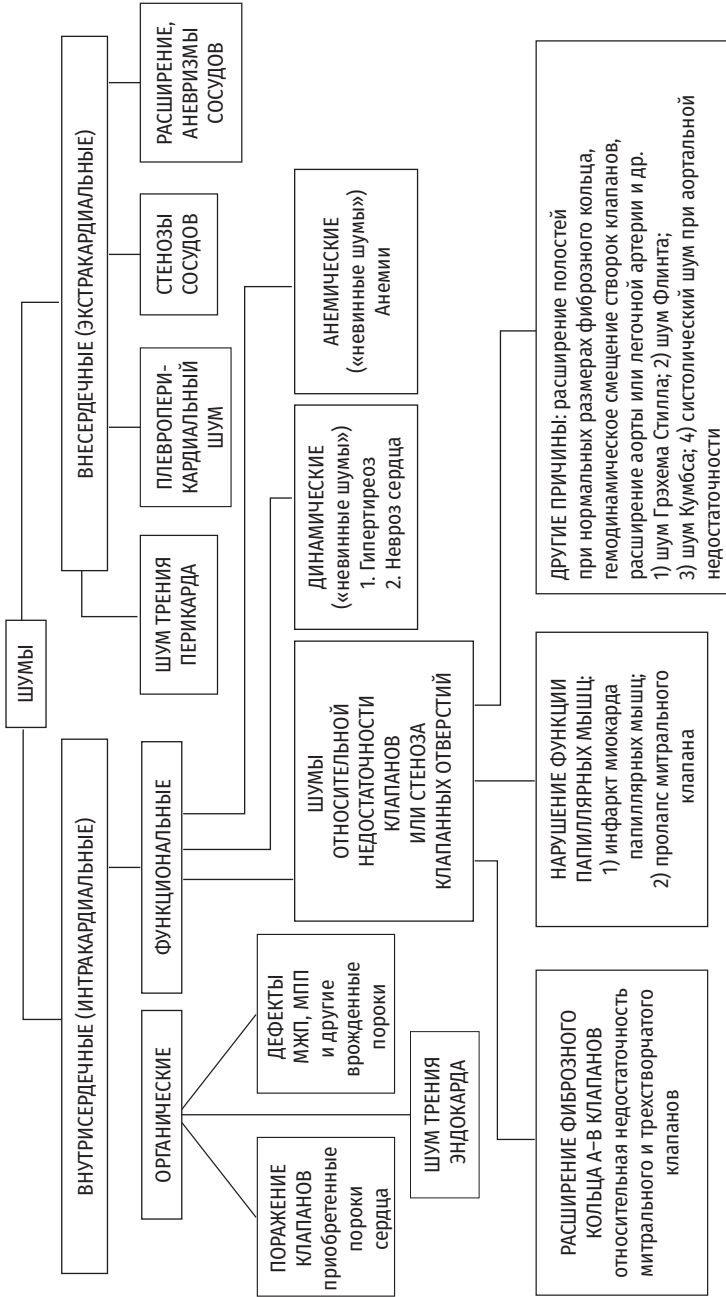 ШУМЫ
ВНУТРИСЕРДЕЧНЫЕ (ИНТРАКАРДИАЛЬНЫЕ)
ВНЕСЕРДЕЧНЫЕ (ЭКСТРАКАРДИАЛЬНЫЕ)
ОРГАНИЧЕСКИЕ
ФУНКЦИОНАЛЬНЫЕ
ШУМ ТРЕНИЯ
ПЕРИКАРДА
ПЛЕВРОПЕРИ-
КАРДИАЛЬНЫЙ
ШУМ
СТЕНОЗЫ
СОСУДОВ
РАСШИРЕНИЕ,
АНЕВРИЗМЫ
СОСУДОВ
ПОРАЖЕНИЕ
КЛАПАНОВ
приобретенные
пороки
сердца
ДЕФЕКТЫ
МЖП, МПП
и другие
врожденные
пороки
ШУМ ТРЕНИЯ
ЭНДОКАРДА
ШУМЫ
ОТНОСИТЕЛЬНОЙ
НЕДОСТАТОЧНОСТИ
КЛАПАНОВ
ИЛИ СТЕНОЗА
КЛАПАННЫХ ОТВЕРСТИЙ
ДИНАМИЧЕСКИЕ
(«невинные шумы»)
1. Гипертиреоз
2. Невроз сердца
АНЕМИЧЕСКИЕ
(«невинные шумы»)
Анемии
РАСШИРЕНИЕ ФИБРОЗНОГО
КОЛЬЦА А–В КЛАПАНОВ
относительная недостаточность
митрального и трехстворчатого
клапанов
НАРУШЕНИЕ ФУНКЦИИ
ПАПИЛЛЯРНЫХ МЫШЦ:
1) инфаркт миокарда
папиллярных мышц;
2) пролапс митрального
клапана
ДРУГИЕ ПРИЧИНЫ: расширение полостей
при нормальных размерах фиброзного кольца,
гемодинамическое смещение створок клапанов,
расширение аорты или легочной артерии и др.
1) шум Грэхема Стилла; 2) шум Флинта;
3) шум Кумбса; 4) систолический шум при аортальной
недостаточности